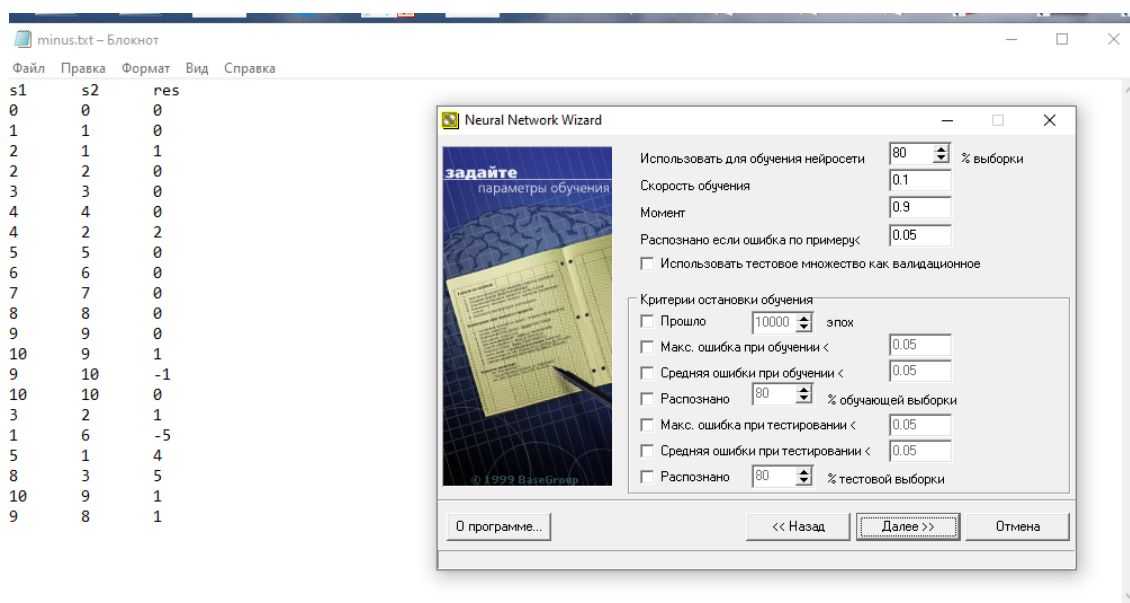 minus.txt – Блокнот
Файл Правка Формат Вид Справка
s1 s2 res
0 0 0
1 1 0
2 1 1
2 2 0
3 3 0
4 4 0
4 2 2
5 5 0
6 6 0
7 7 0
8 8 0
9 9 0
10 9 1
9 10 -1
10 10 0
3 2 1
1 6 -5
5 1 4
8 3 5
10 9 1
9 8 1
Neural Network Wizard
задайте
параметры обучения
© 1999 BaseGroup
Использовать для обучения нейросети 80 % выборки
Скорость обучения 0.1
Момент 0.9
Распознано если ошибка по примеру< 0.05
Использовать тестовое множество как валидационное
Критерии остановки обучения
Прошло 10000 эпох
Макс. ошибка при обучении < 0.05
Средняя ошибки при обучении < 0.05
Распознано 80 % обучающей выборки
Макс. ошибка при тестировании < 0.05
Средняя ошибки при тестировании < 0.05
Распознано 80 % тестовой выборки
О программе... << Назад Далее >> Отмена